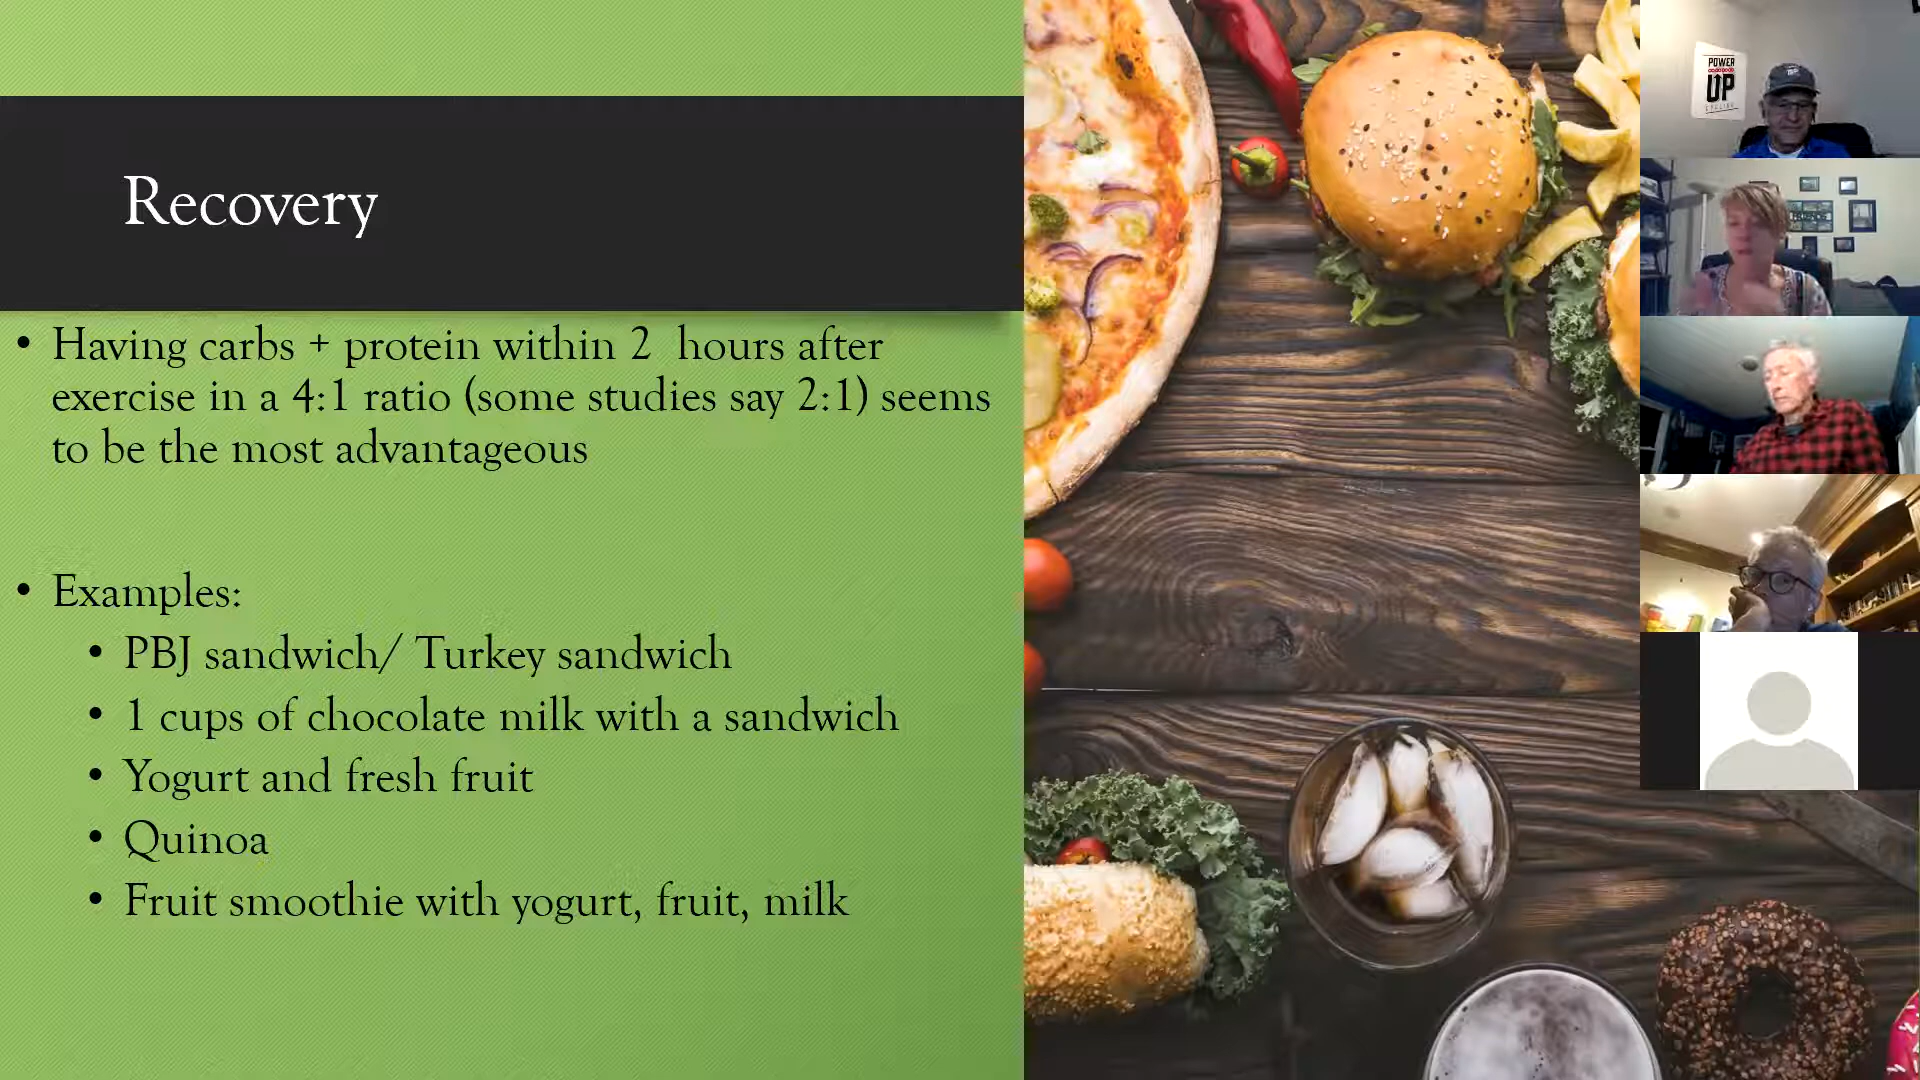 Recovery
• Having carbs + protein within 2  hours after
exercise in a 4:1 ratio (some studies say 2:1) seems
to be the most advantageous
• Examples:
• PBJ sandwich/ Turkey sandwich
• 1 cups of chocolate milk with a sandwich
• Yogurt and fresh fruit
• Quinoa
• Fruit smoothie with yogurt, fruit, milk
POWER
UP